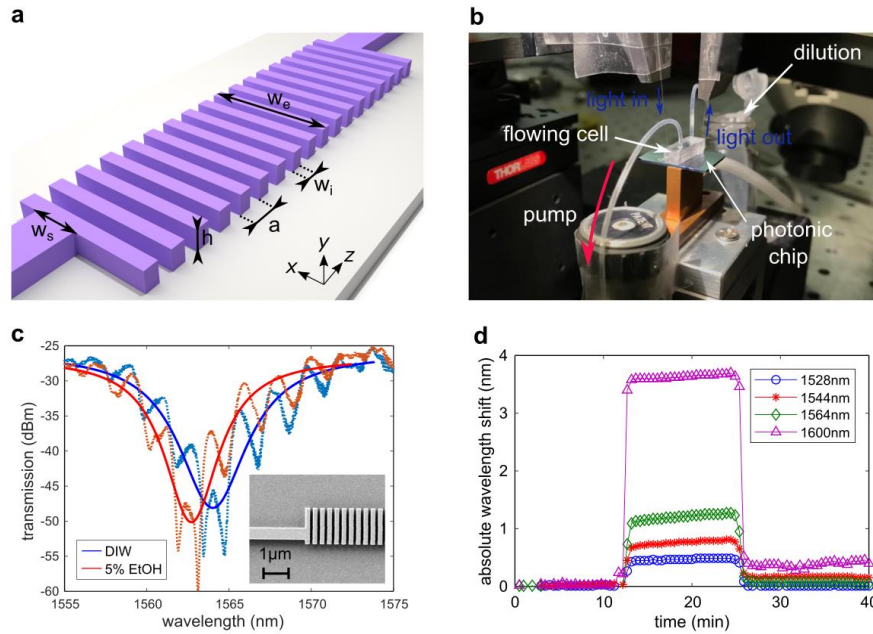 a
w_e
w_s
w_i
h
a
x
y
z
b
dilution
light in
flowing cell
light out
THOR
pump
photonic
chip
c
-25
-30
-35
-40
-45
-50
-55
-60
transmission (dBm)
DIW
5% EtOH
1μm
1555
1560
1565
1570
1575
wavelength (nm)
d
4
3
2
1
0
absolute wavelength shift (nm)
1528nm
1544nm
1564nm
1600nm
0
10
20
30
40
time (min)